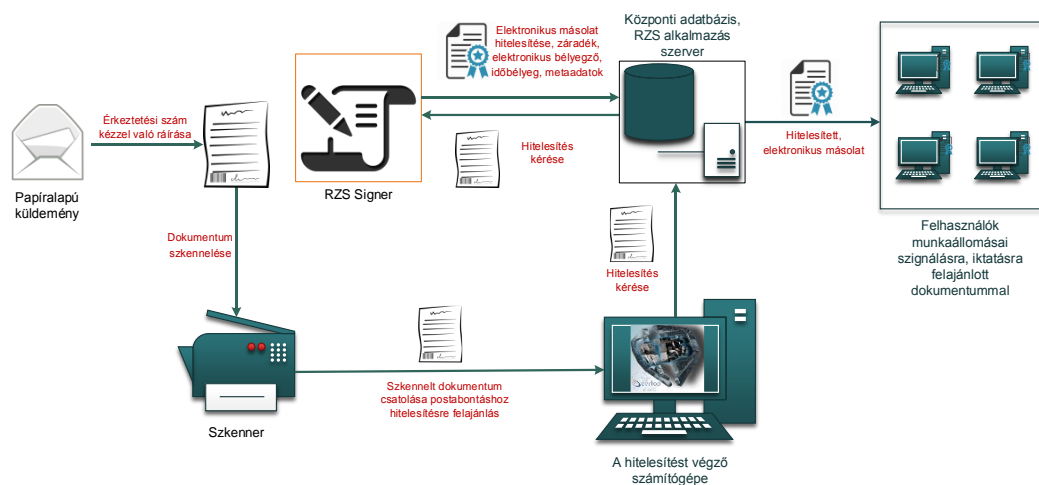 Papíralapú
küldemény
Érkeztetési szám
kézzel való ráírása
Dokumentum
szkennelése
Szkenner
Szkennelt dokumentum
csatolása postabontáshoz
hitelesítésre felajánlás
A hitelesítést végző
számítógépe
Hitelesítés
kérése
Központi adatbázis,
RZS alkalmazás
szerver
Hitelesítés
kérése
RZS Signer
Elektronikus másolat
hitelesítése, záradék,
elektronikus bélyegző,
időbélyeg, metaadatok
Hitelesített,
elektronikus másolat
Felhasználók
munkaállomásai
szignálásra, iktatásra
felajánlott
dokumentummal